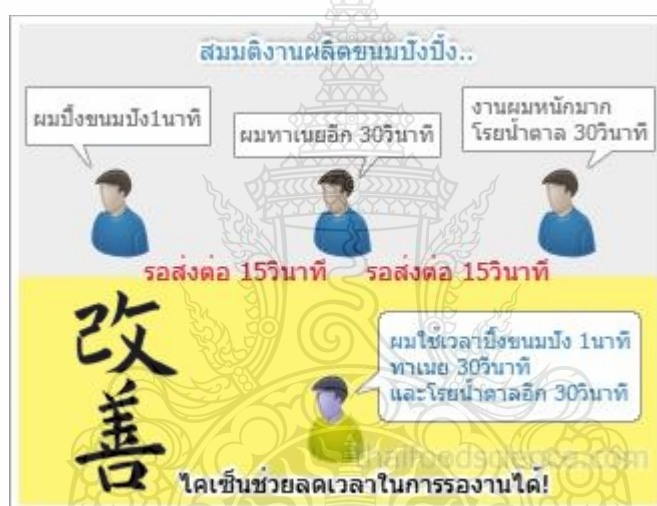 สมมติงานผลิตขนมปังปิ้ง..
ผมปิ้งขนมปัง1นาที
ผมทาเนยอีก 30วินาที
งานผมหนักมาก
โรยน้ำตาล 30วินาที
รอส่งต่อ 15วินาที
รอส่งต่อ 15วินาที
改
善
ผมใช้เวลาปิ้งขนมปัง 1นาที
ทาเนย 30วินาที
และโรยน้ำตาลอีก 30วินาที
thaifoodscience.com
ไคเซ็นช่วยลดเวลาในการรองานได้!